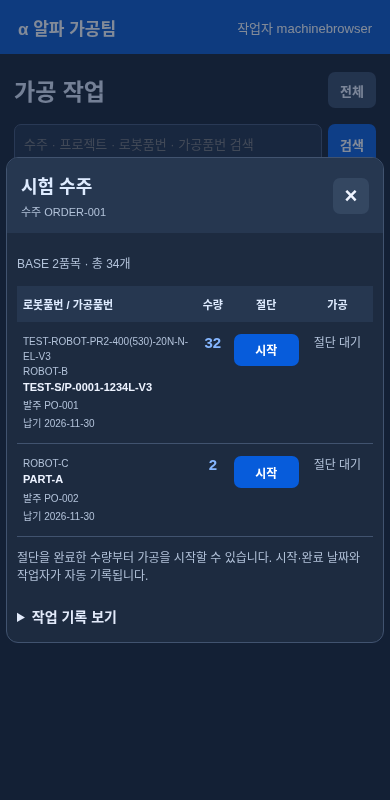 α 알파 가공팀
작업자 machinebrowser
가공 작업
전체
수주 · 프로젝트 · 로봇품번 · 가공품번 검색
검색
시험 수주
수주 ORDER-001
×
BASE 2품목 · 총 34개
로봇품번 / 가공품번 수량 절단 가공
TEST-ROBOT-PR2-400(530)-20N-N-
EL-V3
ROBOT-B
TEST-S/P-0001-1234L-V3
발주 PO-001
납기 2026-11-30
32
시작
절단 대기
ROBOT-C
PART-A
발주 PO-002
납기 2026-11-30
2
시작
절단 대기
절단을 완료한 수량부터 가공을 시작할 수 있습니다. 시작·완료 날짜와
작업자가 자동 기록됩니다.
▶ 작업 기록 보기